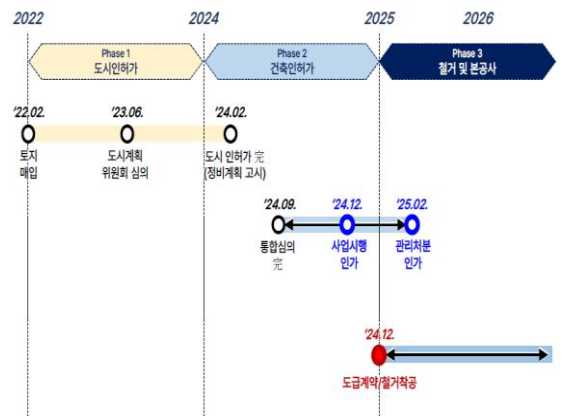 2022
2024
2025
2026
Phase 1
도시인허가
Phase 2
건축인허가
Phase 3
철거 및 본공사
'22.02.
'23.06.
'24.02.
토지
매입
도시계획
위원회 심의
도시 인허가 完
(정비계획 고시)
'24.09.
'24.12.
'25.02.
통합심의
完
사업시행
인가
관리처분
인가
'24.12.
도급계약/철거착공